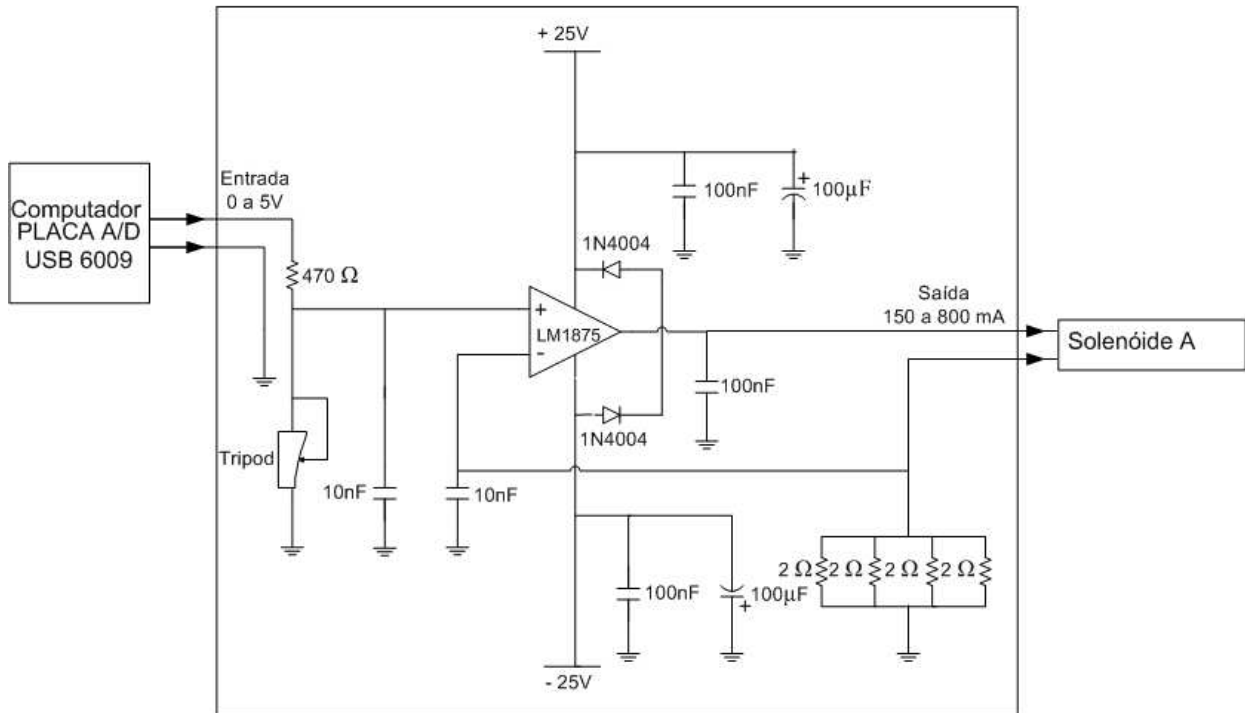 + 25V
Computador
PLACA A/D
USB 6009
Entrada
0 a 5V
470 Ω
100nF
+
100μF
1N4004
+
LM1875
-
Saída
150 a 800 mA
Solenóide A
100nF
1N4004
Tripod
10nF
10nF
2 Ω
2 Ω
2 Ω
2 Ω
100nF
100μF
+
- 25V